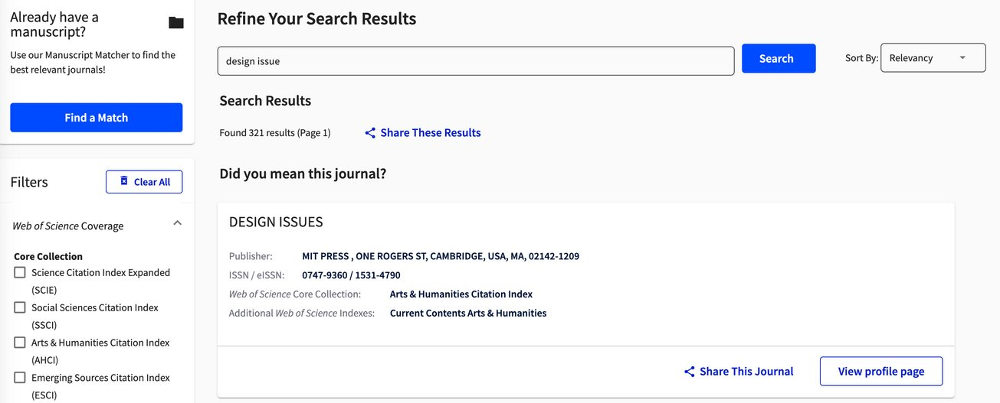 Already have a
manuscript?
Use our Manuscript Matcher to find the
best relevant journals!
Find a Match
Filters
Clear All
Web of Science Coverage
Core Collection
Science Citation Index Expanded
(SCIE)
Social Sciences Citation Index
(SSCI)
Arts & Humanities Citation Index
(AHCI)
Emerging Sources Citation Index
(ESCI)
Refine Your Search Results
design issue
Search
Sort By: Relevancy
Search Results
Found 321 results (Page 1)
Share These Results
Did you mean this journal?
DESIGN ISSUES
Publisher: MIT PRESS , ONE ROGERS ST, CAMBRIDGE, USA, MA, 02142-1209
ISSN / eISSN: 0747-9360 / 1531-4790
Web of Science Core Collection: Arts & Humanities Citation Index
Additional Web of Science Indexes: Current Contents Arts & Humanities
Share This Journal
View profile page